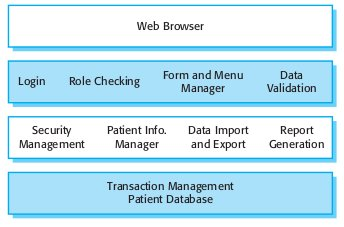 Web Browser
Login Role Checking Form and Menu Manager Data Validation
Security Management Patient Info. Manager Data Import and Export Report Generation
Transaction Management
Patient Database